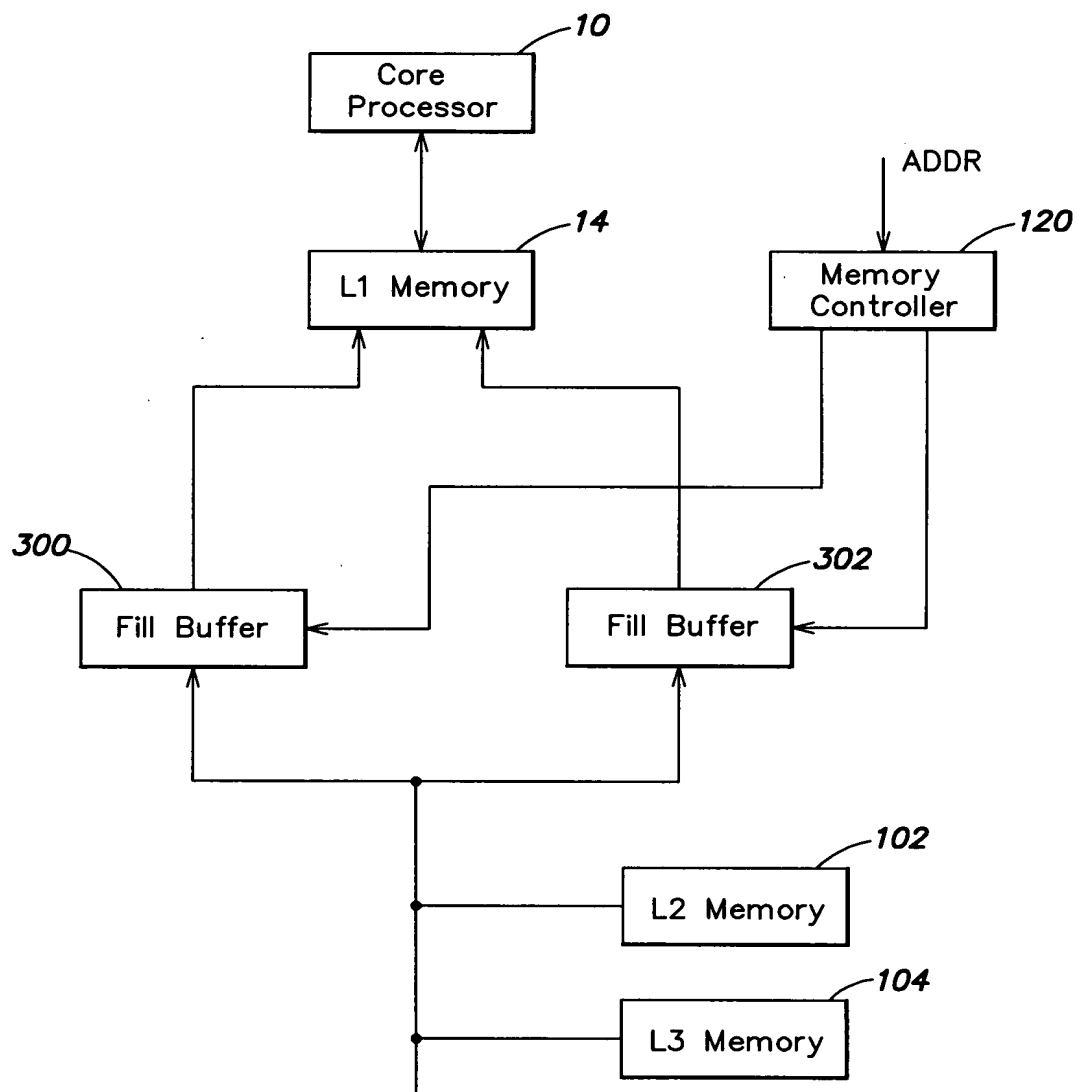 10
Core
Processor
ADDR
14
120
L1 Memory
Memory
Controller
300
302
Fill Buffer
Fill Buffer
102
L2 Memory
104
L3 Memory